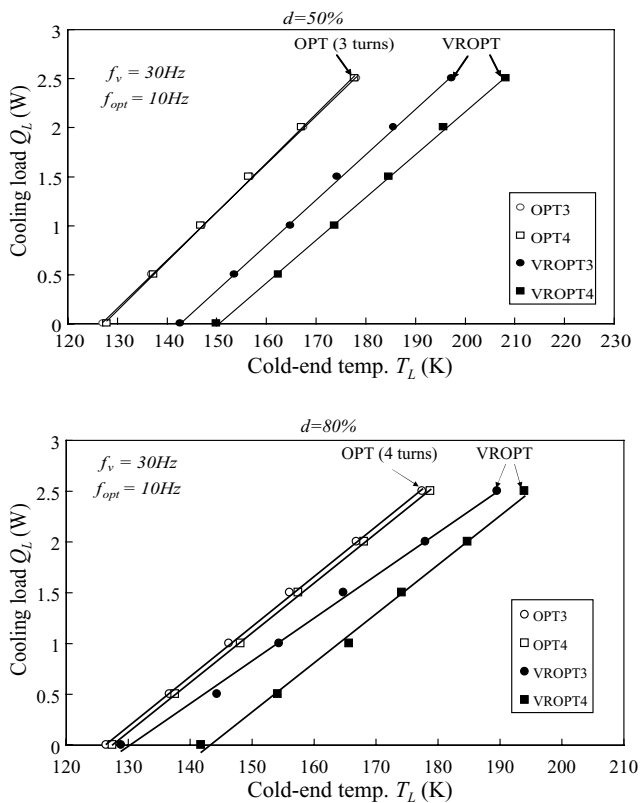 d=50%
OPT (3 turns) VROPT
f_v = 30Hz
f_opt = 10Hz
Cooling load Q_L (W)
3
2.5
2
1.5
1
0.5
0
OPT3
OPT4
VROPT3
VROPT4
120 130 140 150 160 170 180 190 200 210 220 230
Cold-end temp. T_L (K)
d=80%
OPT (4 turns) VROPT
f_v = 30Hz
f_opt = 10Hz
Cooling load Q_L (W)
3
2.5
2
1.5
1
0.5
0
OPT3
OPT4
VROPT3
VROPT4
120 130 140 150 160 170 180 190 200 210
Cold-end temp. T_L (K)